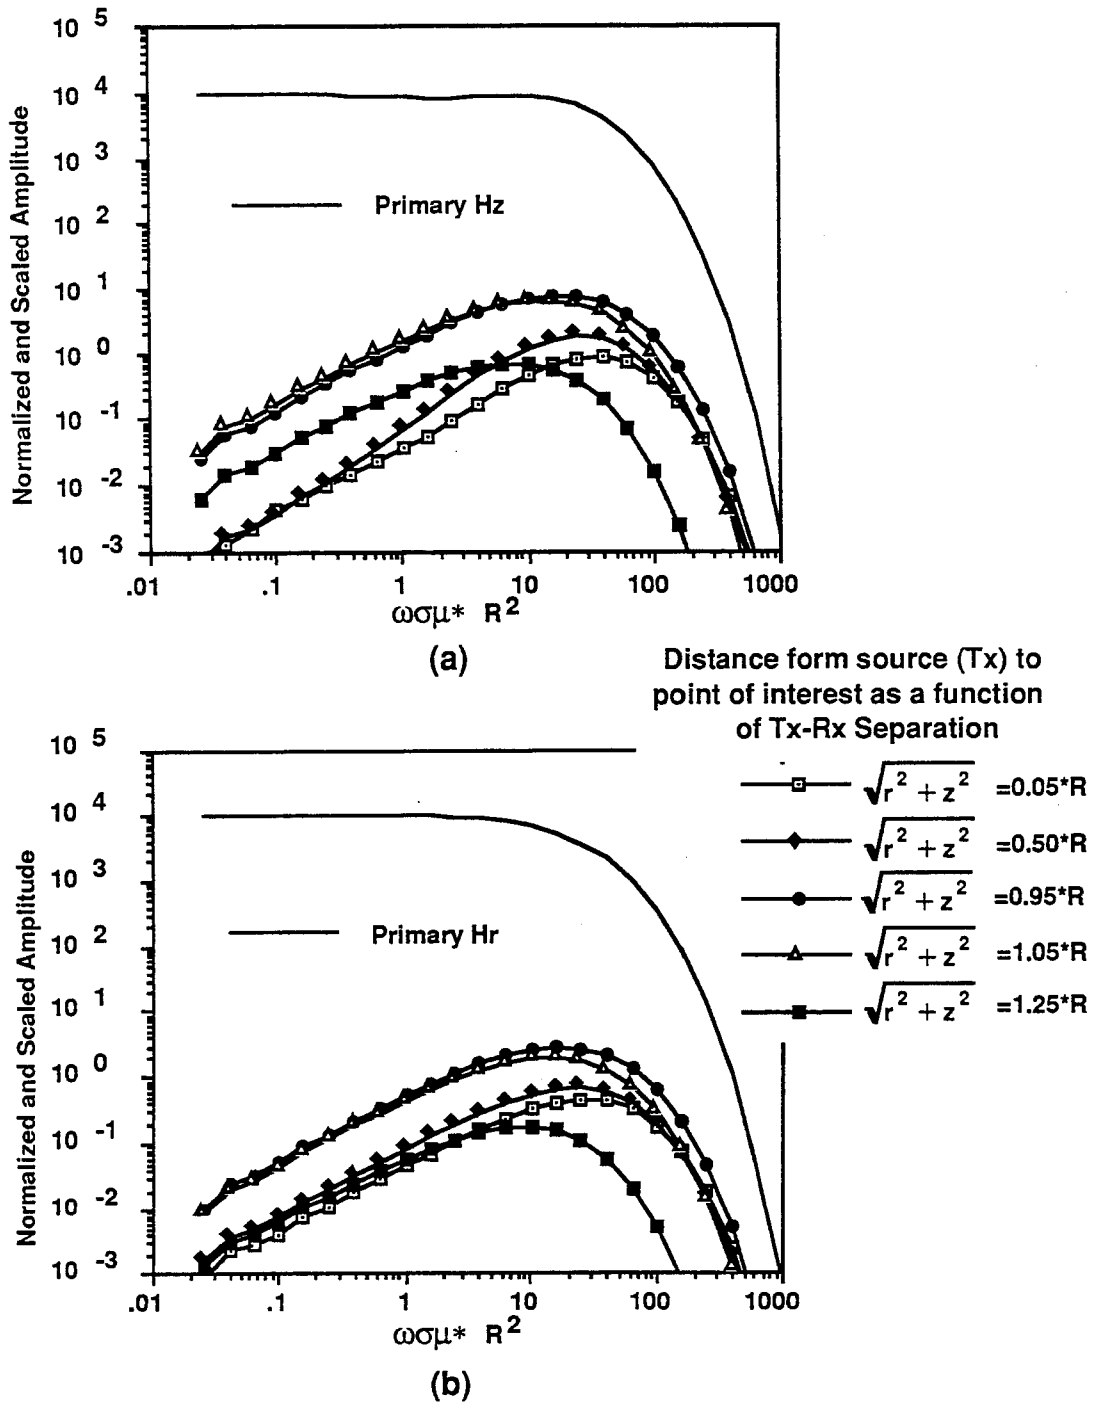 10 5
10 4
10 3
10 2
10 1
10 0
10 -1
10 -2
10 -3
Normalized and Scaled Amplitude
Primary Hz
.01 .1 1 10 100 1000
ωσμ* R²
(a)
Distance form source (Tx) to
point of interest as a function
of Tx-Rx Separation
√r² + z² =0.05*R
√r² + z² =0.50*R
√r² + z² =0.95*R
√r² + z² =1.05*R
√r² + z² =1.25*R
10 5
10 4
10 3
10 2
10 1
10 0
10 -1
10 -2
10 -3
Normalized and Scaled Amplitude
Primary Hr
.01 .1 1 10 100 1000
ωσμ* R²
(b)